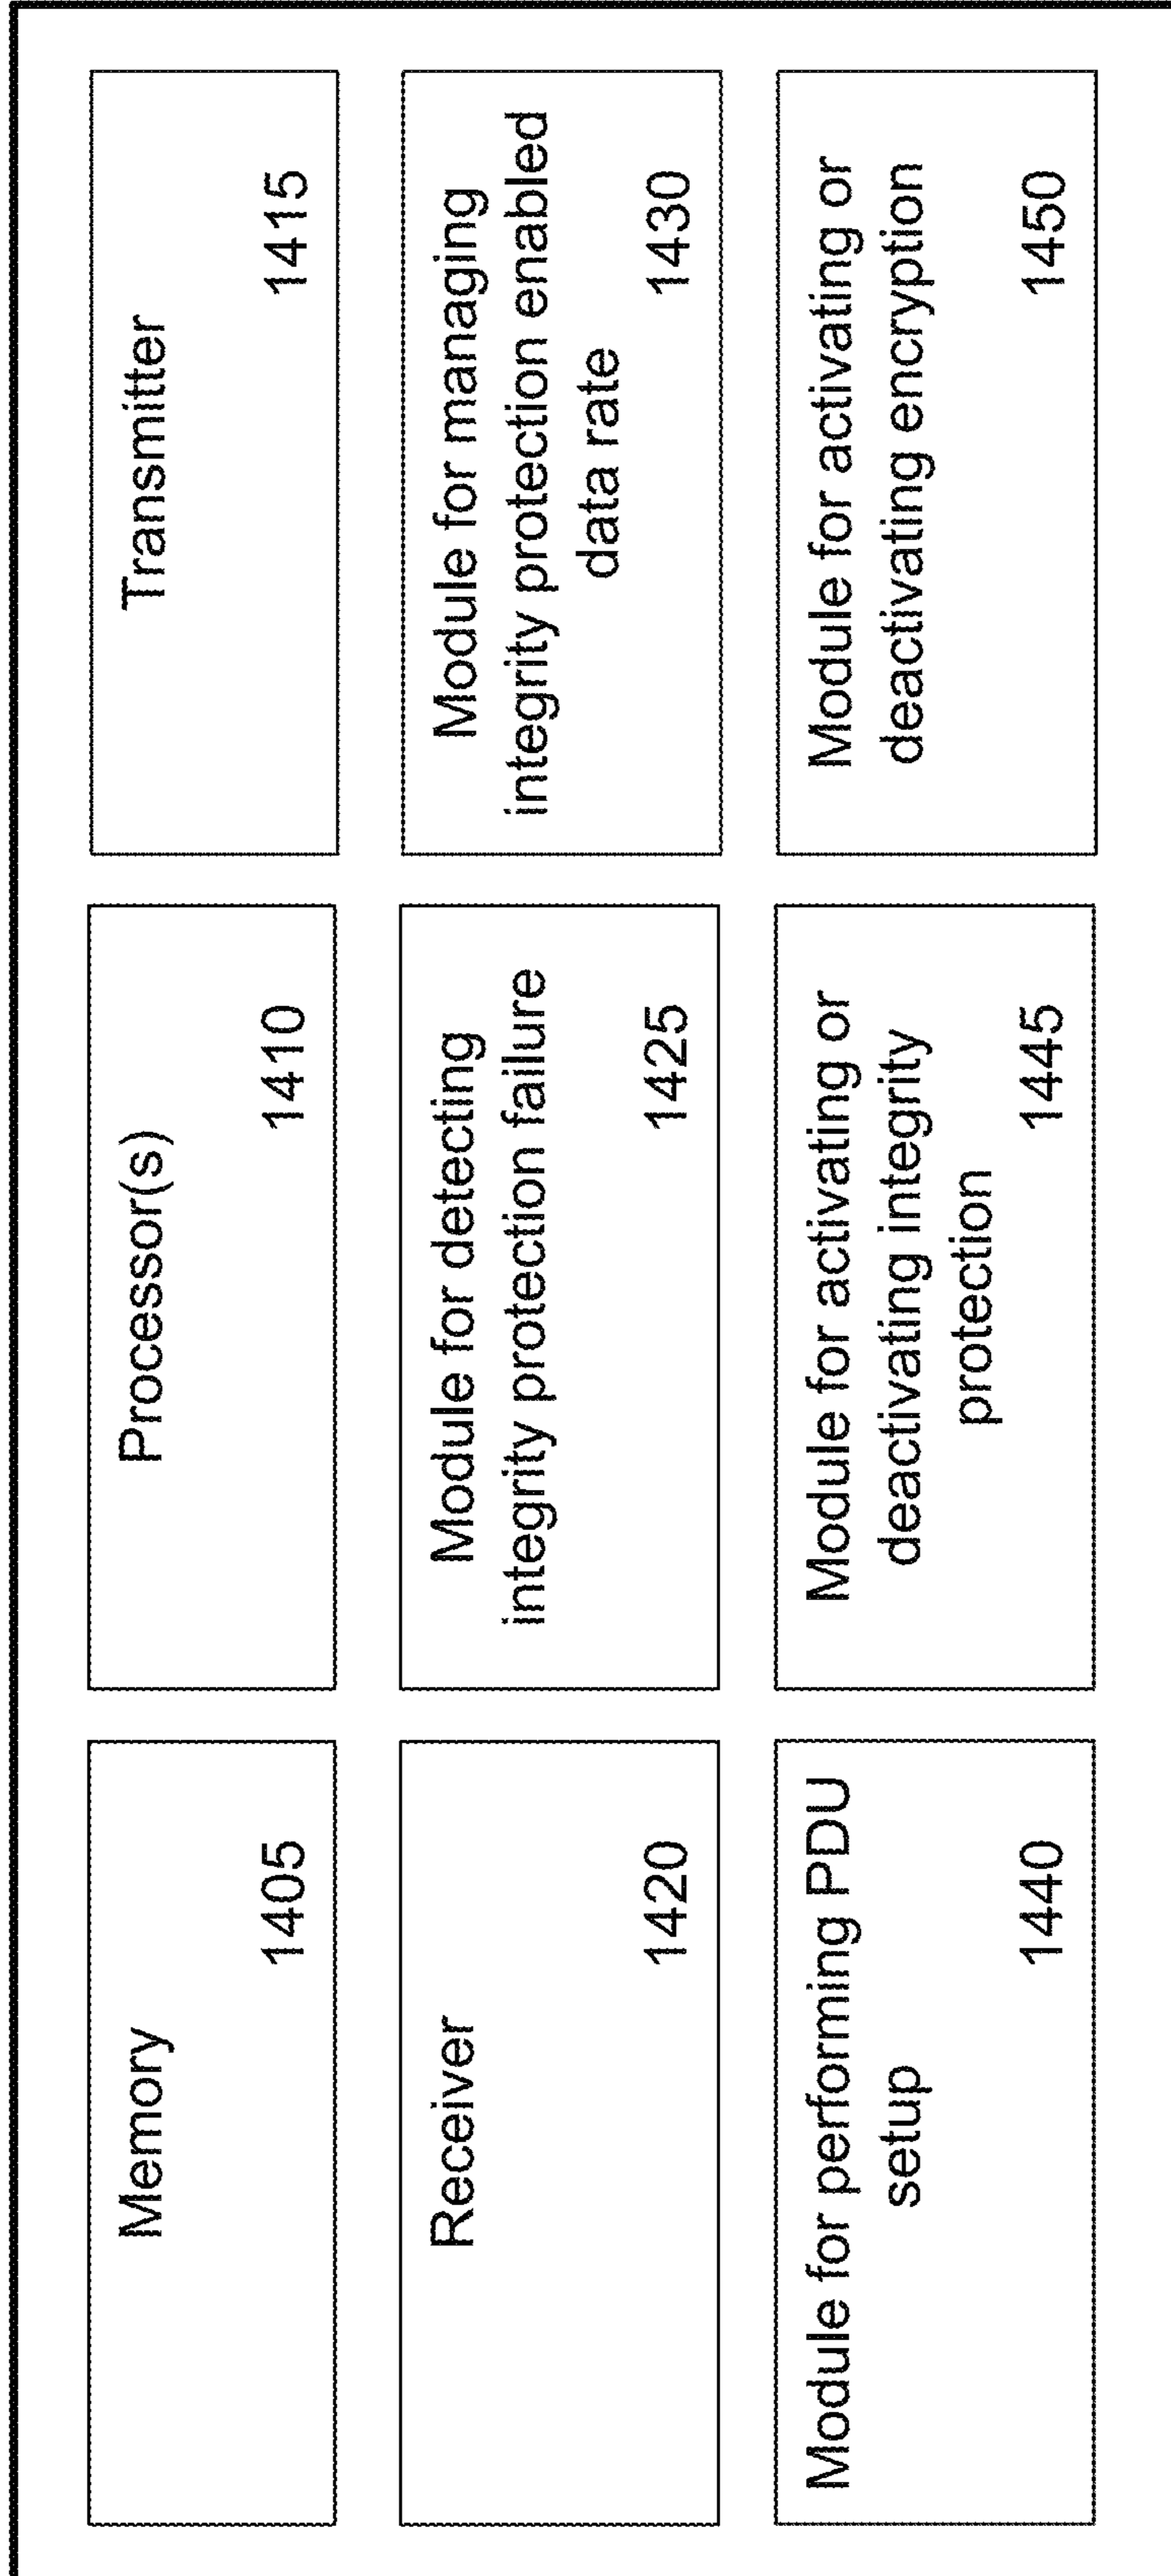 Memory
1405
Processor(s)
1410
Transmitter
1415
Receiver
1420
Module for detecting
integrity protection failure
1425
Module for managing
integrity protection enabled
data rate
1430
Module for performing PDU
setup
1440
Module for activating or
deactivating integrity
protection
1445
Module for activating or
deactivating encryption
1450